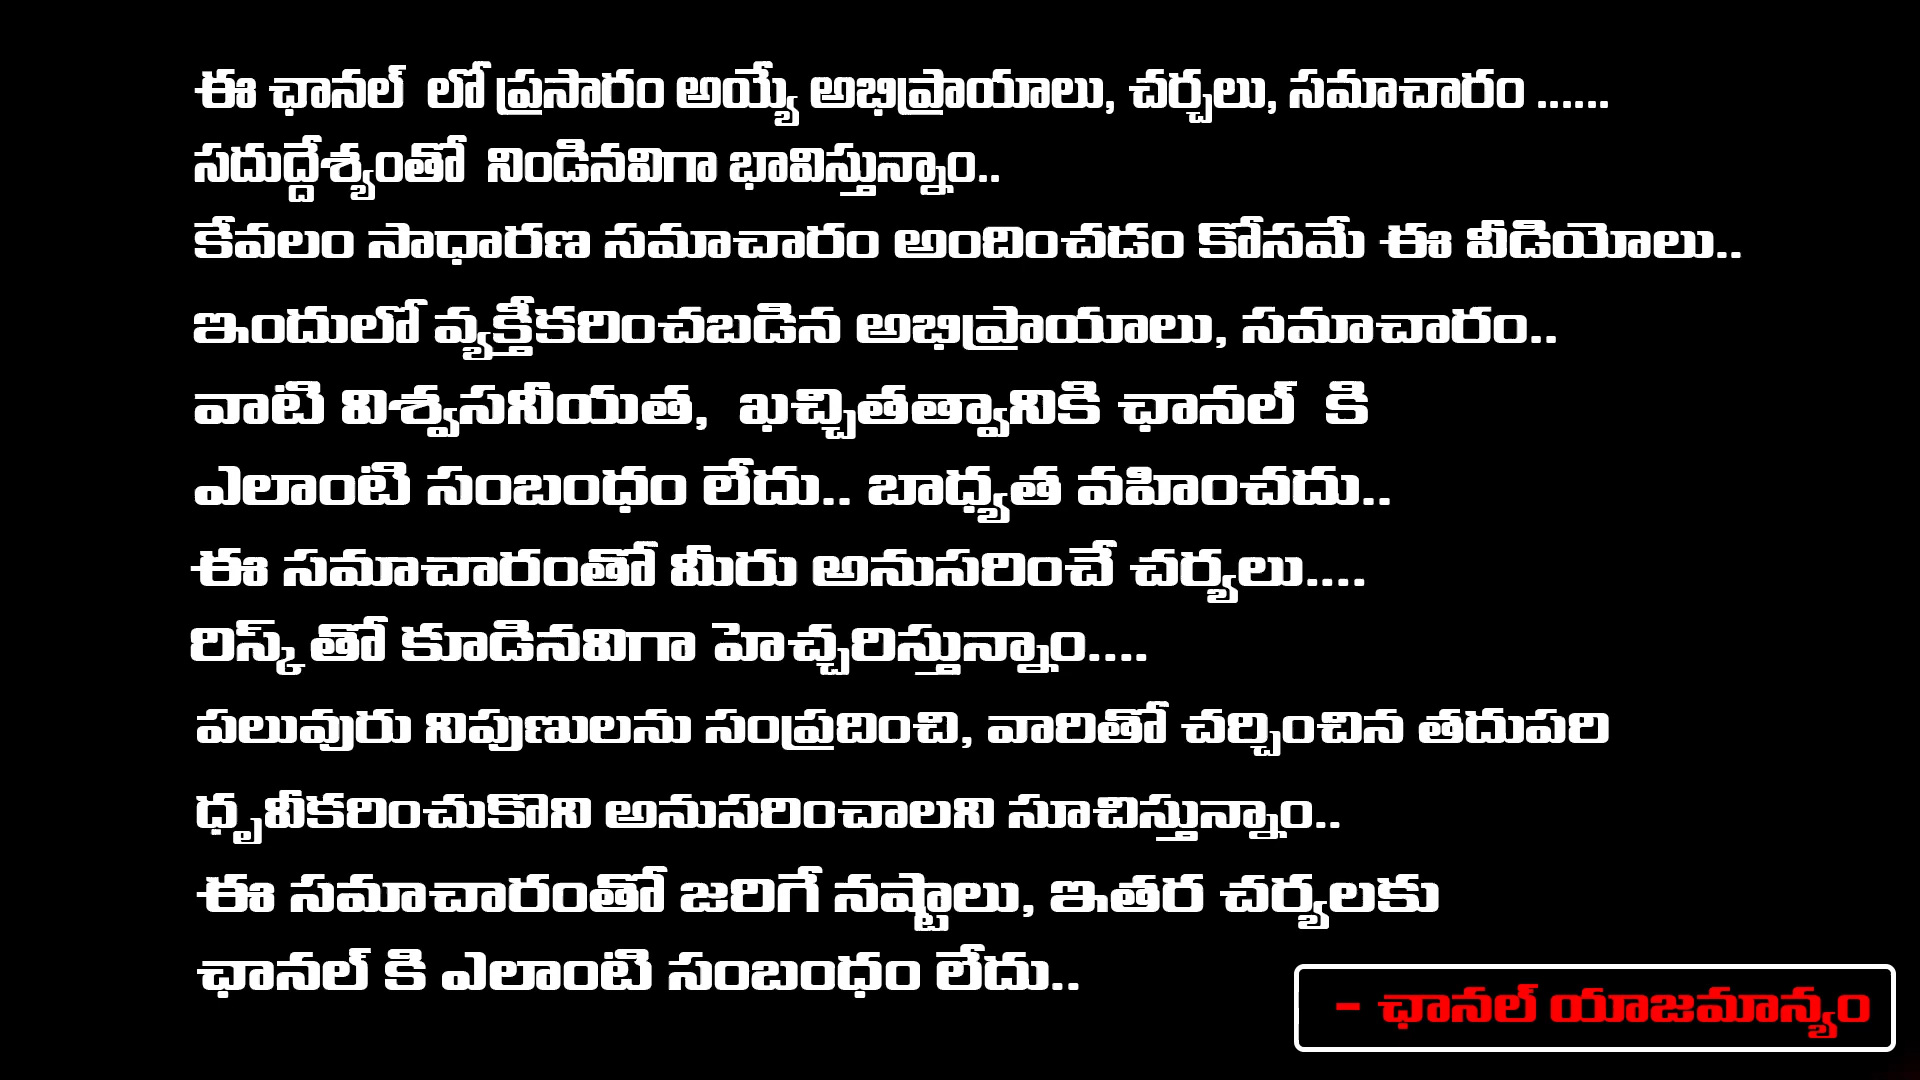 ఈ ఛానల్ లో ప్రసారం అయ్యే అభిప్రాయాలు, చర్చలు, సమాచారం ......
సదుద్దేశ్యంతో నిండినవిగా భావిస్తున్నాం..
కేవలం సాధారణ సమాచారం అందించడం కోసమే ఈ వీడియోలు..
ఇందులో వ్యక్తీకరించబడిన అభిప్రాయాలు, సమాచారం..
వాటి విశ్వసనీయత, ఖచ్చితత్వానికి ఛానల్ కి
ఎలాంటి సంబంధం లేదు.. బాధ్యత వహించదు..
ఈ సమాచారంతో మీరు అనుసరించే చర్యలు....
రిస్క్ తో కూడినవిగా హెచ్చరిస్తున్నాం....
పలువురు నిపుణులను సంప్రదించి, వారితో చర్చించిన తదుపరి
ధృవీకరించుకొని అనుసరించాలని సూచిస్తున్నాం..
ఈ సమాచారంతో జరిగే నష్టాలు, ఇతర చర్యలకు
ఛానల్ కి ఎలాంటి సంబంధం లేదు..
- ఛానల్ యాజమాన్యం